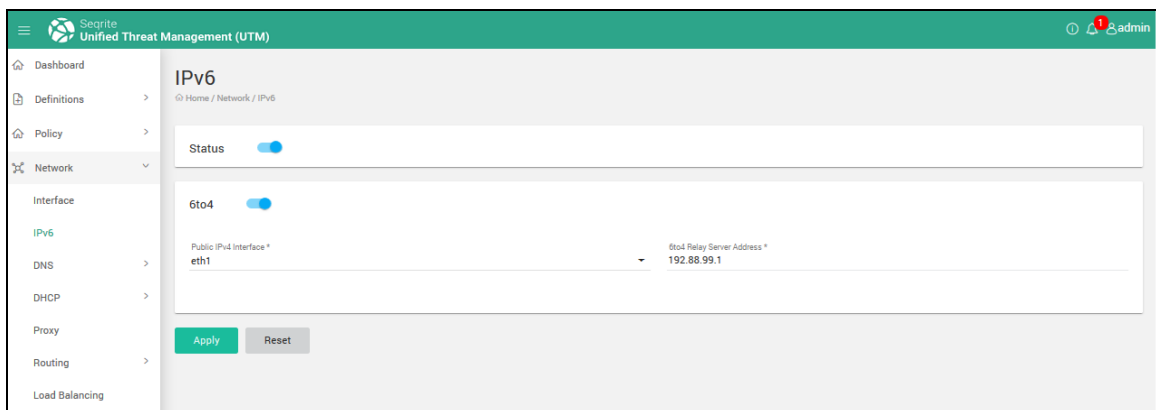 Seqrite
Unified Threat Management (UTM)
1
admin
Dashboard
Definitions
Policy
Network
Interface
IPv6
DNS
DHCP
Proxy
Routing
Load Balancing
IPv6
Home / Network / IPv6
Status
6to4
Public IPv4 Interface *
eth1
6to4 Relay Server Address *
192.88.99.1
Apply
Reset